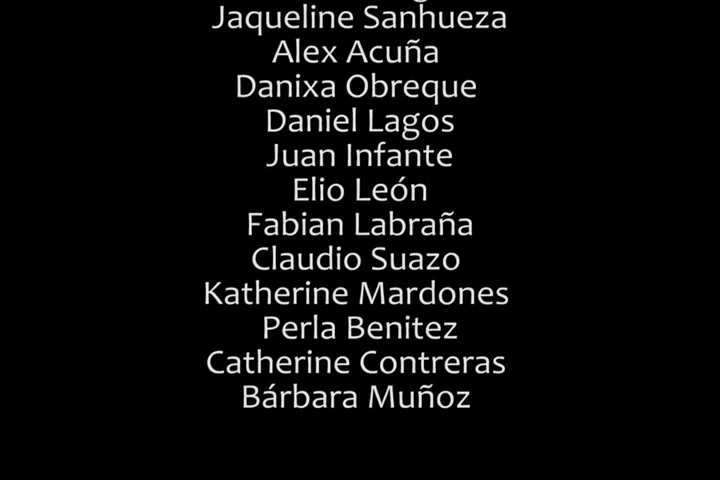 Jaqueline Sanhueza
Alex Acuña
Danixa Obreque
Daniel Lagos
Juan Infante
Elio León
Fabian Labraña
Claudio Suazo
Katherine Mardones
Perla Benitez
Catherine Contreras
Bárbara Muñoz